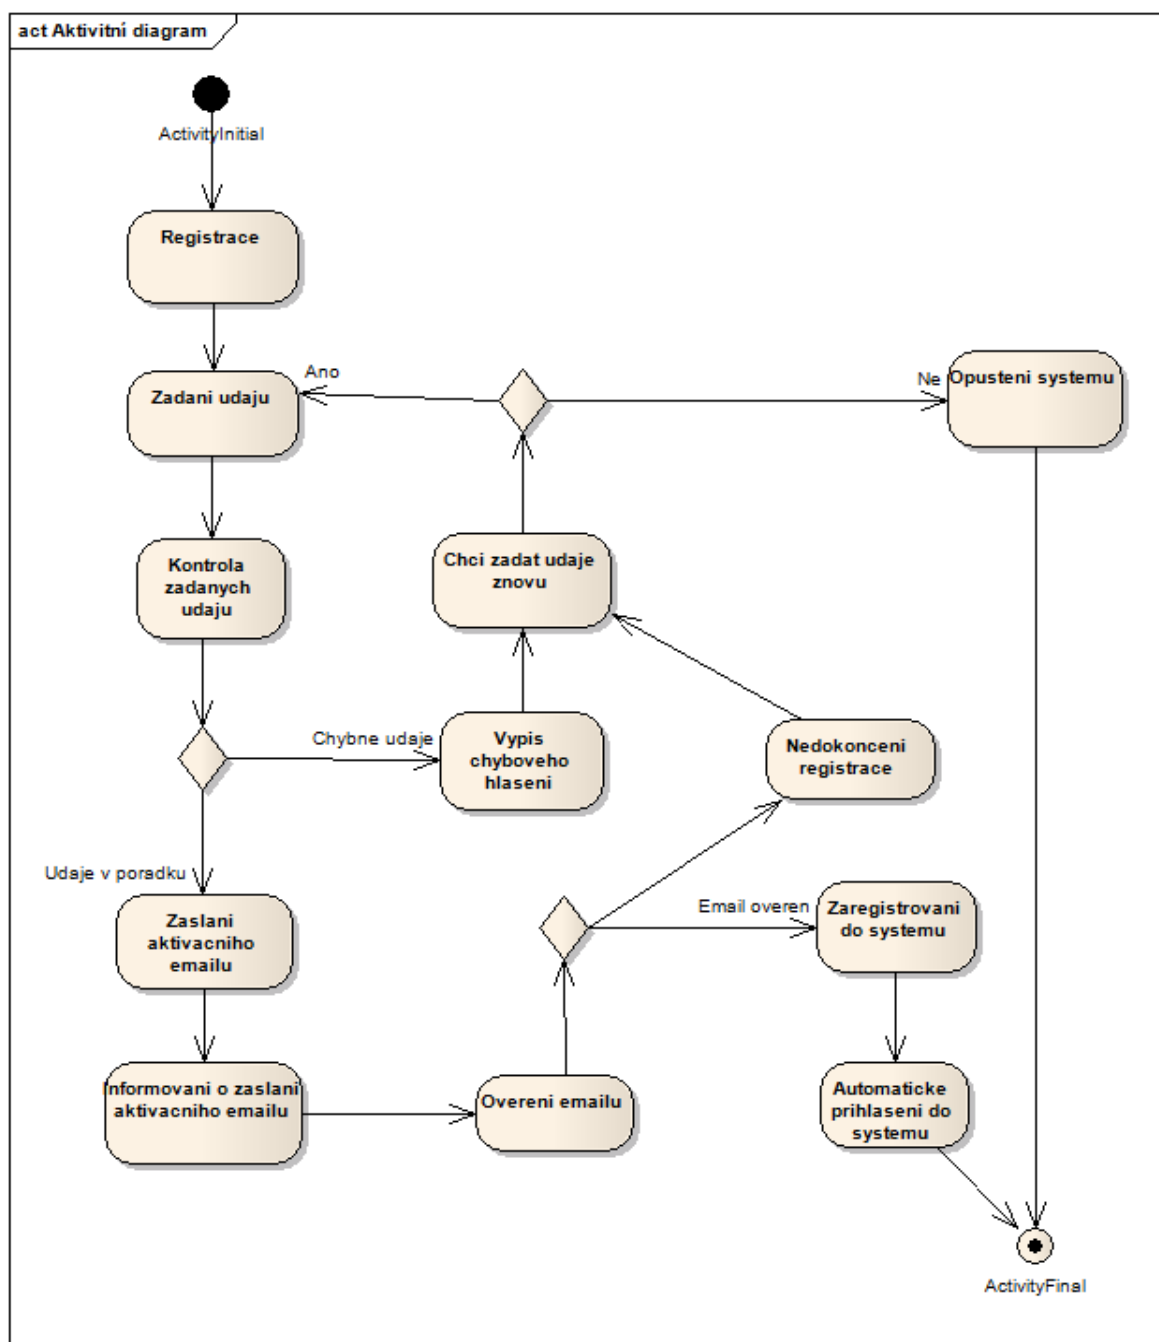 act Aktivitní diagram
ActivityInitial
Registrace
Ano
Zadani udaju
Ne
Opusteni systemu
Kontrola
zadanych
udaju
Chci zadat udaje
znovu
Chybne udaje
Vypis
chyboveho
hlaseni
Nedokonceni
registrace
Udaje v poradku
Zaslani
aktivacniho
emailu
Email overen
Zaregistrovani
do systemu
Informovani o zaslani
aktivacniho emailu
Overeni emailu
Automaticke
prihlaseni do
systemu
ActivityFinal